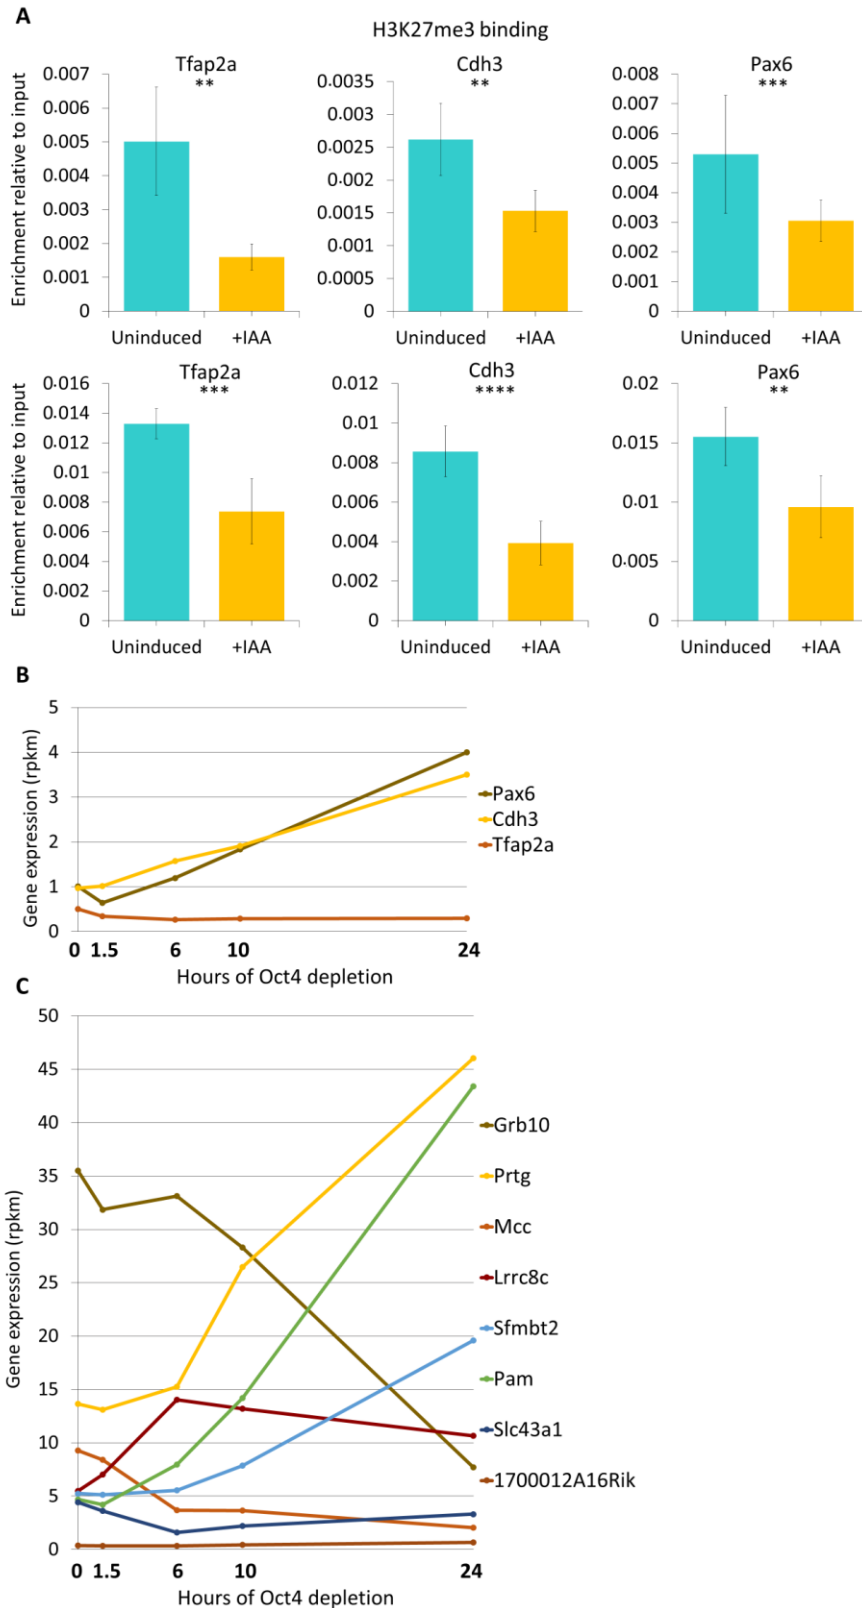 A
H3K27me3 binding
Tfap2a
**
Cdh3
**
Pax6
***
Enrichment relative to input
0.007
0.006
0.005
0.004
0.003
0.002
0.001
0
Uninduced +IAA
0.0035
0.003
0.0025
0.002
0.0015
0.001
0.0005
0
Uninduced +IAA
0.008
0.007
0.006
0.005
0.004
0.003
0.002
0.001
0
Uninduced +IAA
Tfap2a
***
Cdh3
****
Pax6
**
Enrichment relative to input
0.016
0.014
0.012
0.01
0.008
0.006
0.004
0.002
0
Uninduced +IAA
0.012
0.01
0.008
0.006
0.004
0.002
0
Uninduced +IAA
0.02
0.015
0.01
0.005
0
Uninduced +IAA
B
Gene expression (rpkm)
5
4
3
2
1
0
0 1.5 6 10 24
Hours of Oct4 depletion
Pax6
Cdh3
Tfap2a
C
Gene expression (rpkm)
50
45
40
35
30
25
20
15
10
5
0
0 1.5 6 10 24
Hours of Oct4 depletion
Grb10
Prtg
Mcc
Lrrc8c
Sfmbt2
Pam
Slc43a1
1700012A16Rik